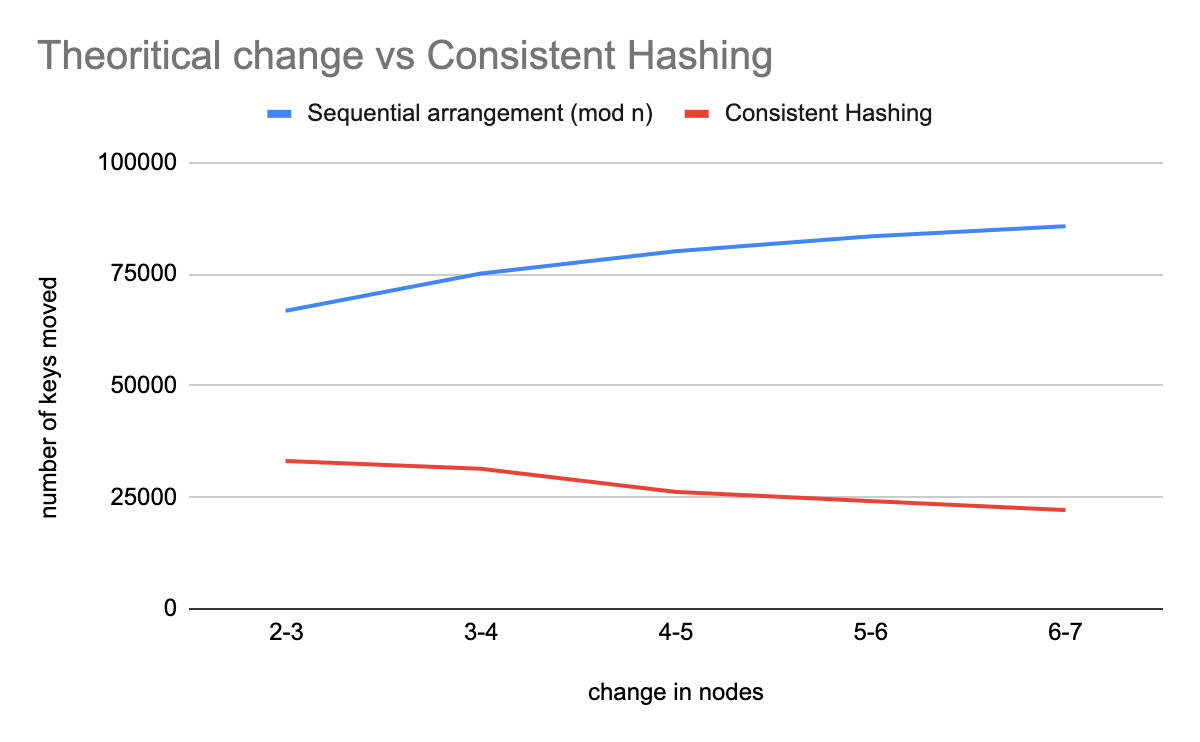 Theoritical change vs Consistent Hashing
Sequential arrangement (mod n) Consistent Hashing
100000
75000
50000
25000
0
number of keys moved
2-3 3-4 4-5 5-6 6-7
change in nodes